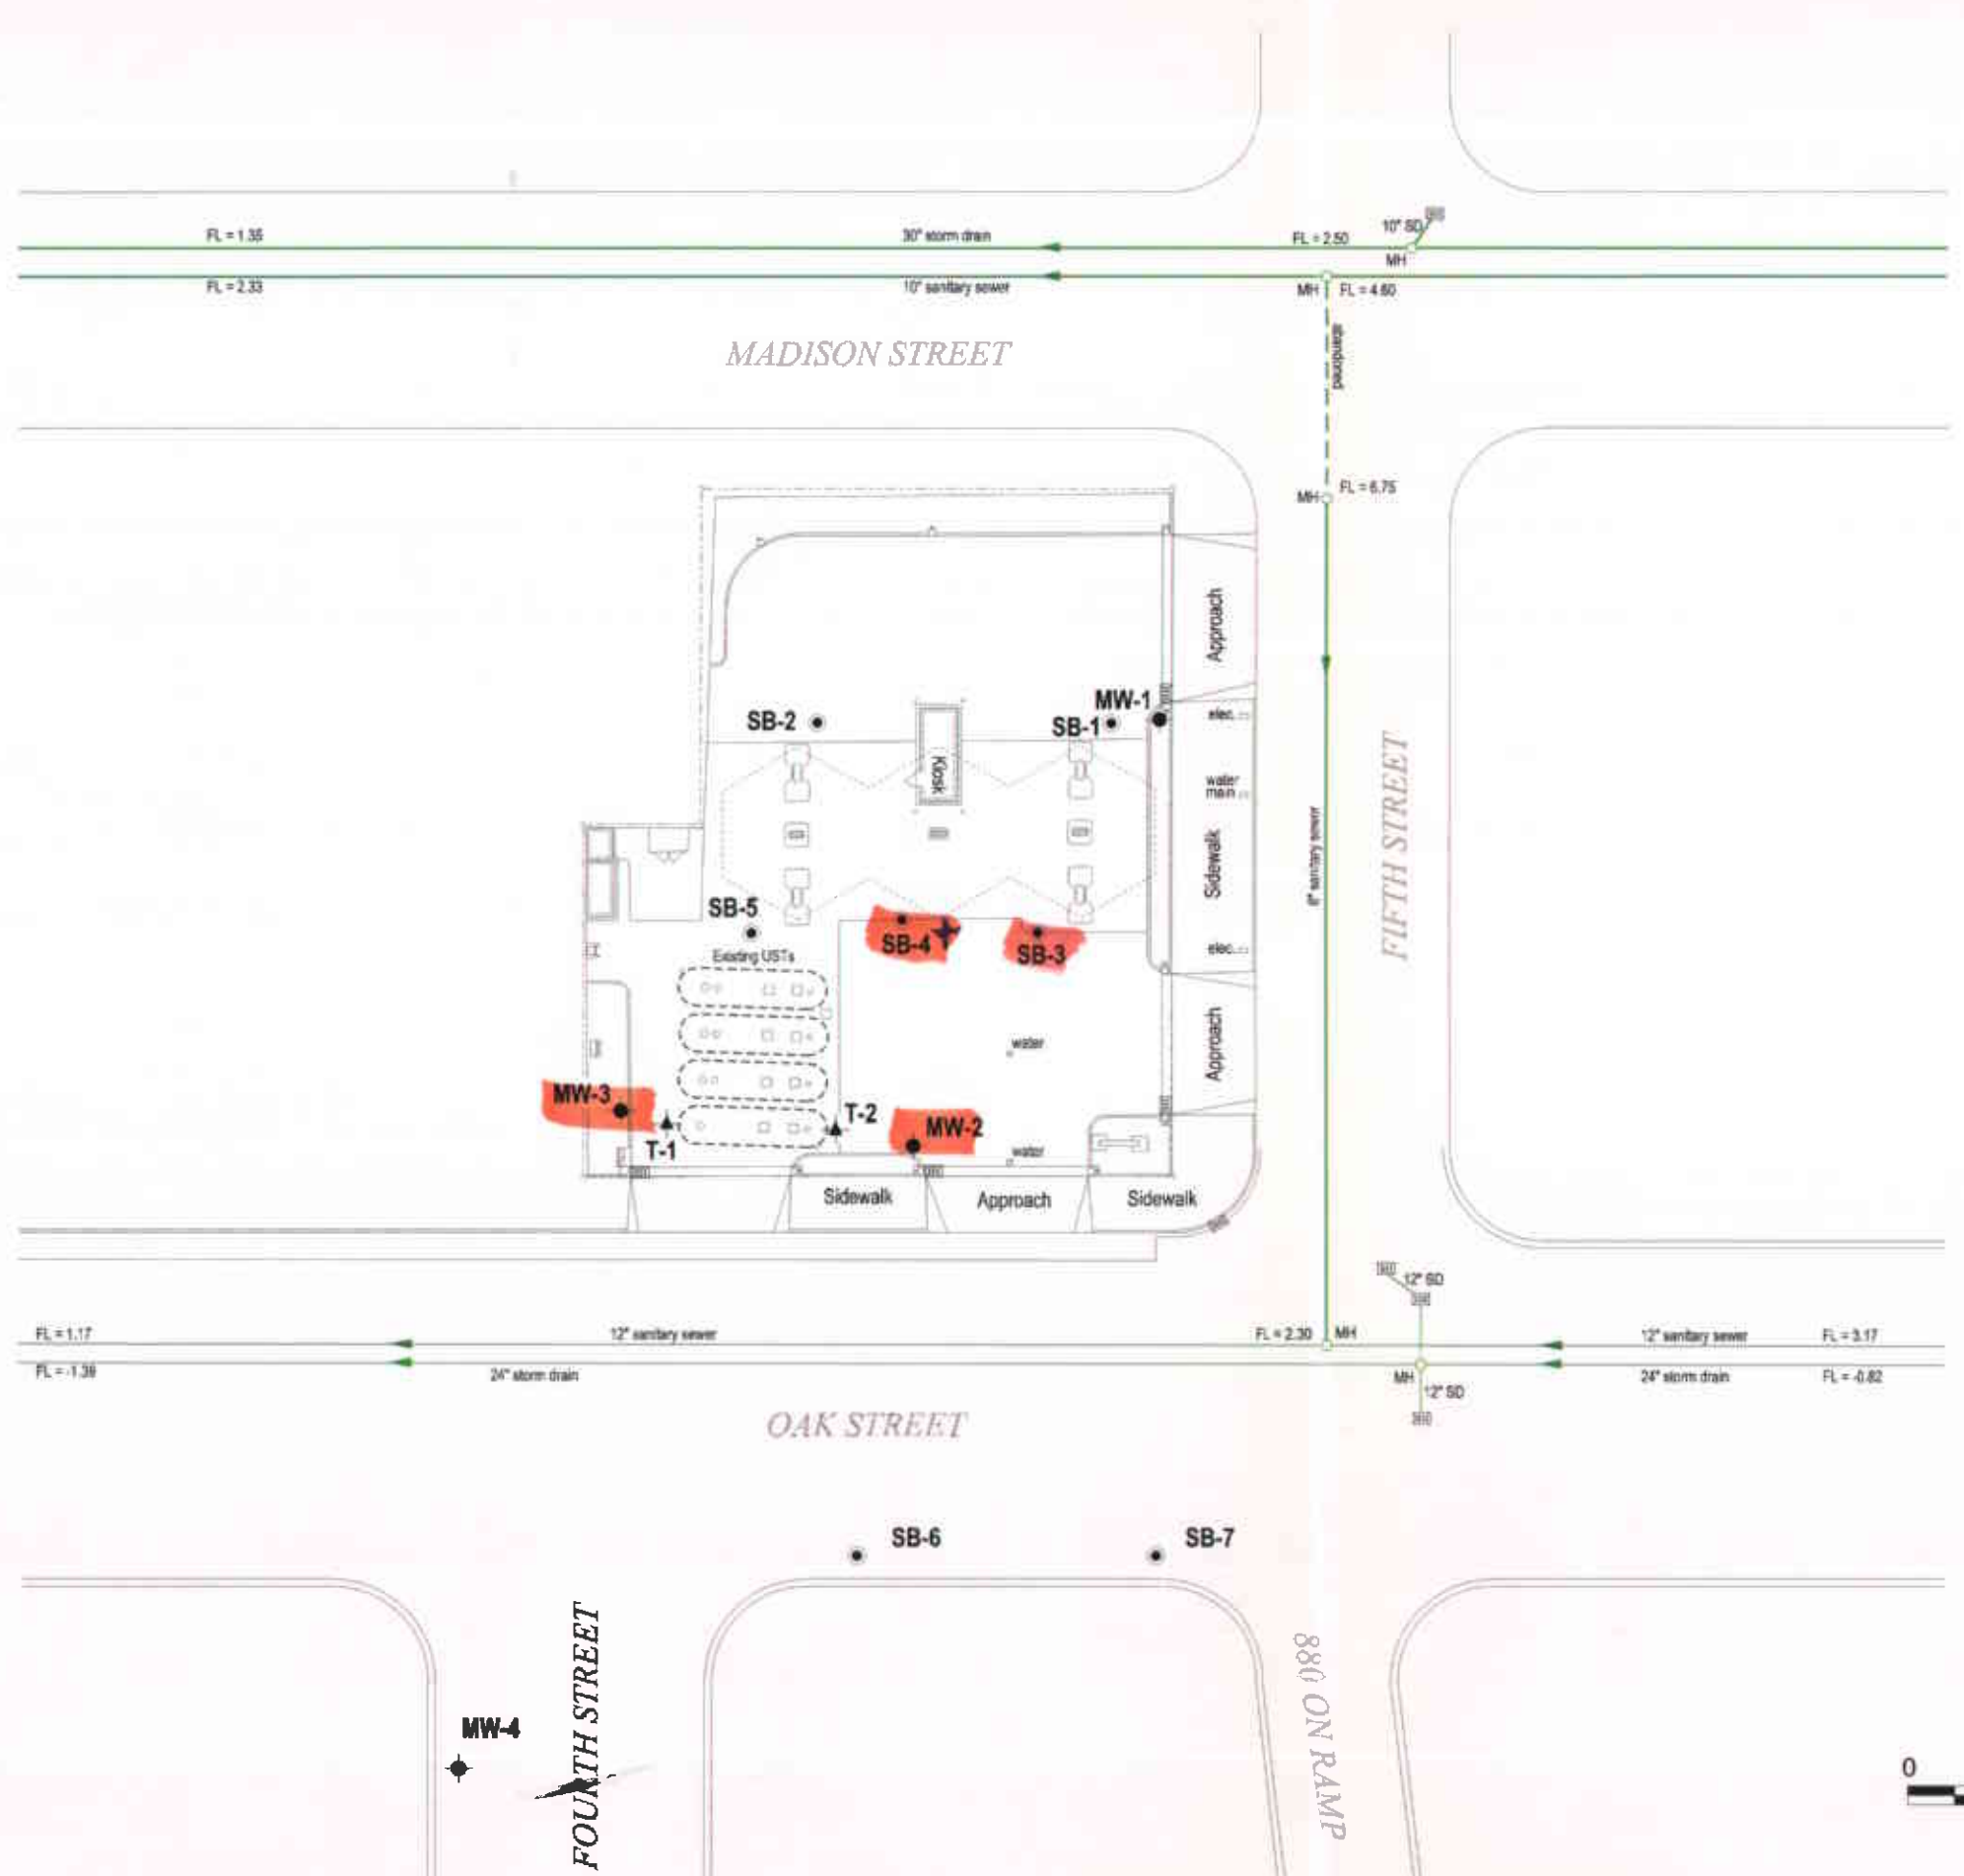 10" SD
FL = 1.35
30" storm drain
FL = 2.50
MH
FL = 2.33
10" sanitary sewer
MH
FL = 4.60
abandoned
MADISON STREET
MH
FL = 6.75
Approach
MW-1
SB-2
SB-1
elec.
Kiosk
water
main
FIFTH STREET
8" sanitary sewer
Sidewalk
SB-5
SB-4
SB-3
elec.
Existing USTs
Approach
water
MW-3
T-2
MW-2
T-1
water
Sidewalk
Approach
Sidewalk
12" SD
FL = 1.17
12" sanitary sewer
FL = 2.30
MH
12" sanitary sewer
FL = 3.17
FL = -1.39
24" storm drain
MH
24" storm drain
FL = -0.82
12" SD
OAK STREET
SB-6
SB-7
FOURTH STREET
880 ON RAMP
MW-4
0